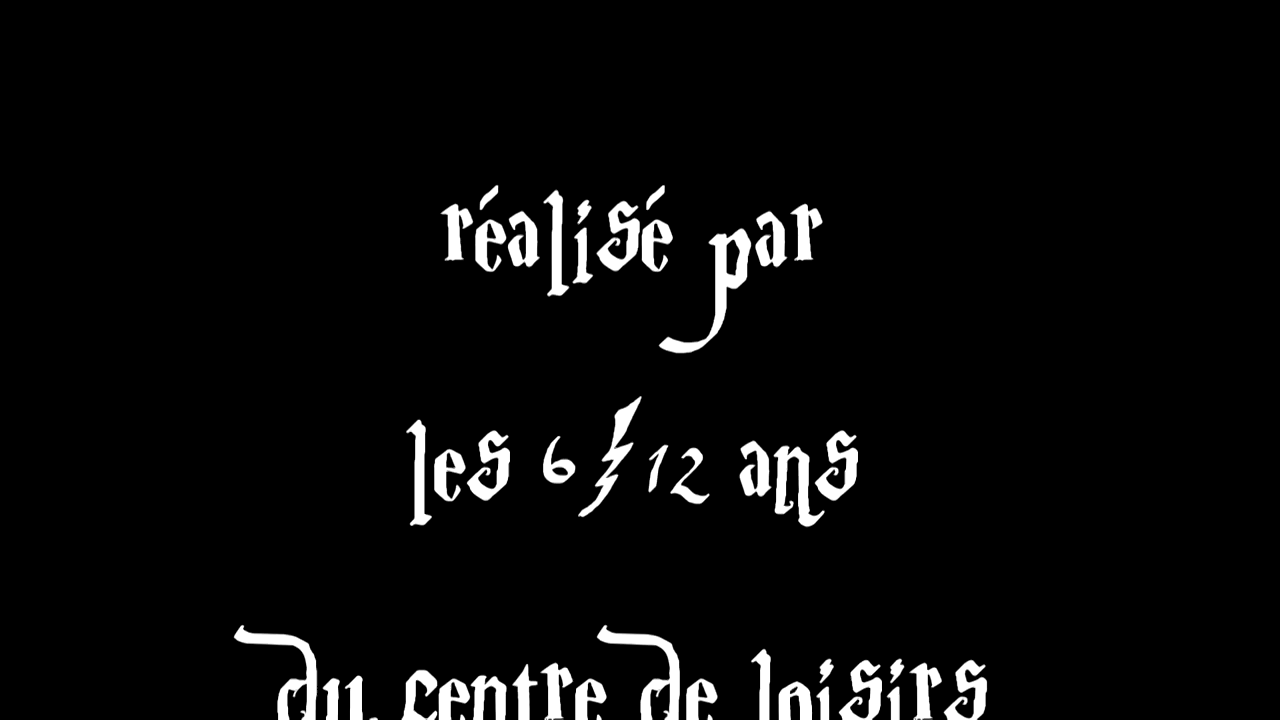 réalisé par
les 6/12 ans
du centre de loisirs